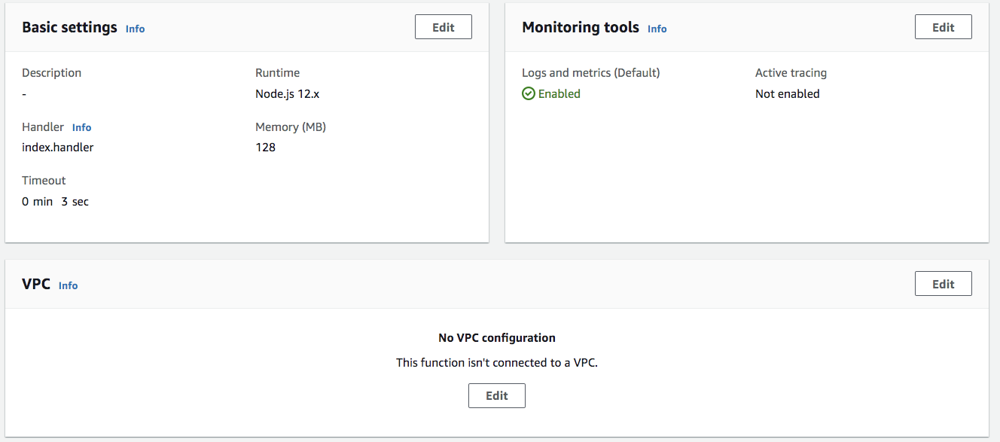 Basic settings Info Edit
Description Runtime
- Node.js 12.x
Handler Info Memory (MB)
index.handler 128
Timeout
0 min 3 sec
Monitoring tools Info Edit
Logs and metrics (Default) Active tracing
Enabled Not enabled
VPC Info Edit
No VPC configuration
This function isn't connected to a VPC.
Edit